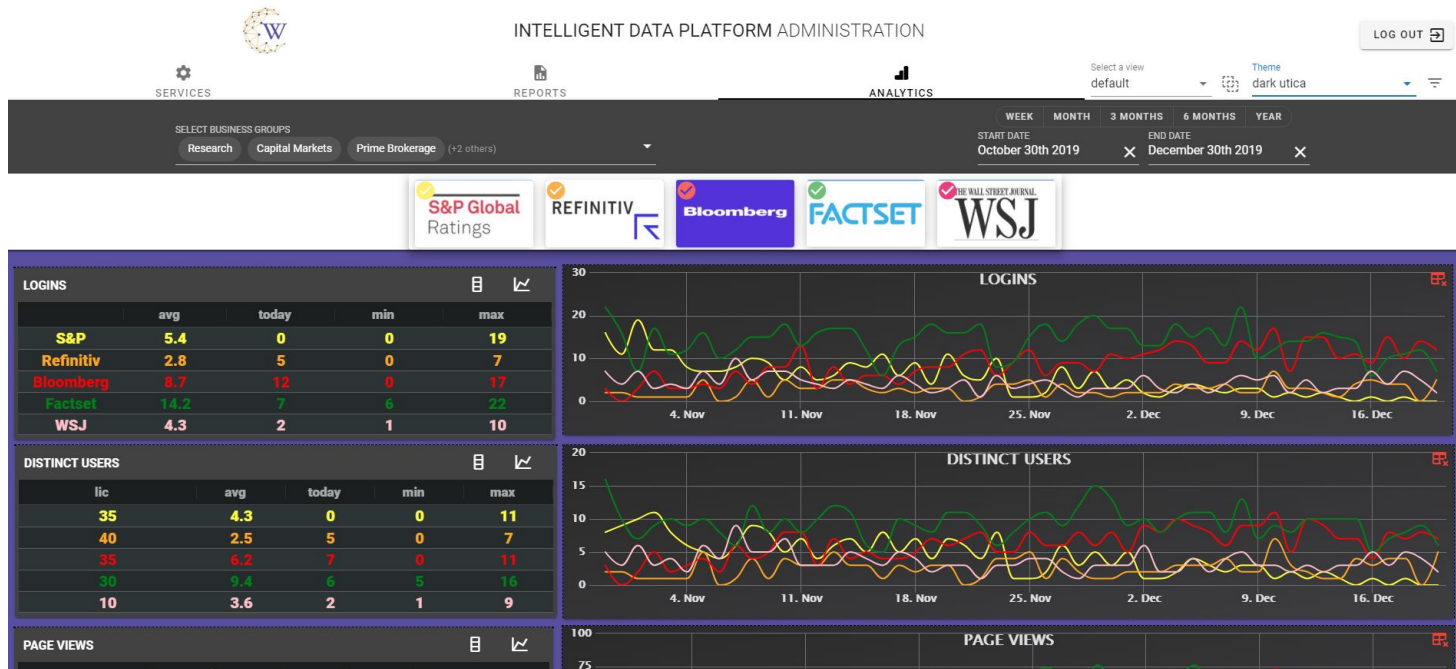 W
INTELLIGENT DATA PLATFORM ADMINISTRATION
LOG OUT
SERVICES
REPORTS
ANALYTICS
Select a view
default
Theme
dark utica
SELECT BUSINESS GROUPS
Research Capital Markets Prime Brokerage (+2 others)
WEEK MONTH 3 MONTHS 6 MONTHS YEAR
START DATE
October 30th 2019
END DATE
December 30th 2019
S&P Global
Ratings
REFINITIV
Bloomberg
FACTSET
THE WALL STREET JOURNAL.
WSJ
LOGINS
avg today min max
S&P 5.4 0 0 19
Refinitiv 2.8 5 0 7
Bloomberg 8.7 12 0 17
Factset 14.2 7 6 22
WSJ 4.3 2 1 10
LOGINS
30
20
10
0
4. Nov 11. Nov 18. Nov 25. Nov 2. Dec 9. Dec 16. Dec
DISTINCT USERS
lic avg today min max
35 4.3 0 0 11
40 2.5 5 0 7
35 6.2 7 0 11
30 9.4 6 5 16
10 3.6 2 1 9
DISTINCT USERS
20
15
10
5
0
4. Nov 11. Nov 18. Nov 25. Nov 2. Dec 9. Dec 16. Dec
PAGE VIEWS
PAGE VIEWS
100
75